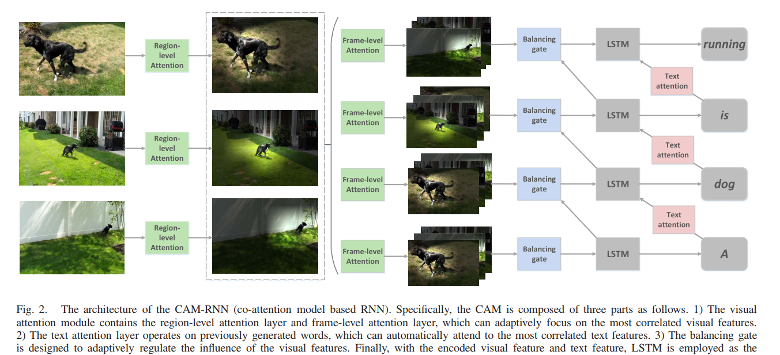 Region-
level
Attention
Region-
level
Attention
Region-
level
Attention
Frame-level
Attention
Balancing
gate
LSTM
running
Text
attention
Frame-level
Attention
Balancing
gate
LSTM
is
Text
attention
Frame-level
Attention
Balancing
gate
LSTM
dog
Text
attention
Frame-level
Attention
Balancing
gate
LSTM
A
Fig. 2. The architecture of the CAM-RNN (co-attention model based RNN). Specifically, the CAM is composed of three parts as follows. 1) The visual
attention module contains the region-level attention layer and frame-level attention layer, which can adaptively focus on the most correlated visual features.
2) The text attention layer operates on previously generated words, which can automatically attend to the most correlated text features. 3) The balancing gate
is designed to adaptively regulate the influence of the visual features. Finally, with the encoded visual feature and text feature, LSTM is employed as the